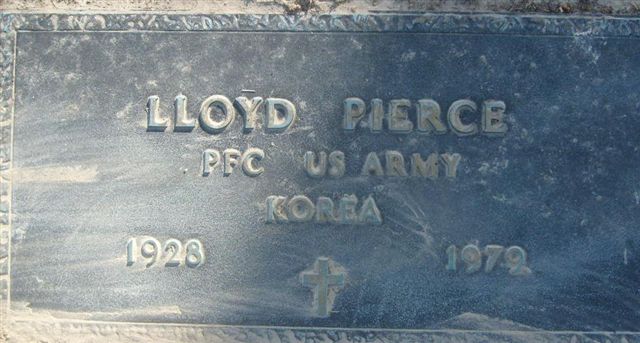 LLOYD PIERCE
PFC US ARMY
KOREA
1928 1979